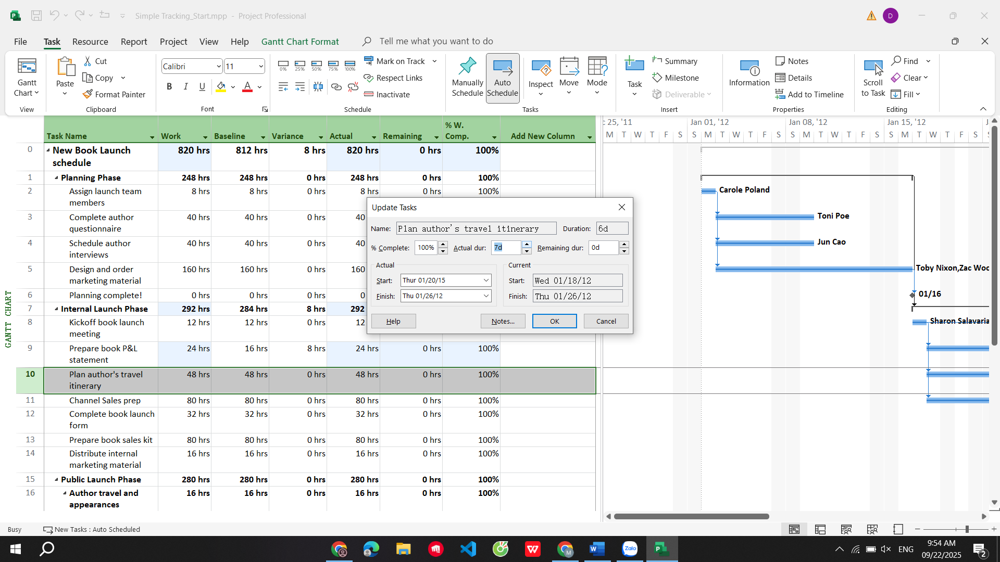 Simple Tracking_Start.mpp - Project Professional
D
File Task Resource Report Project View Help Gantt Chart Format Tell me what you want to do
Gantt Chart
View
Paste
Cut
Copy
Format Painter
Clipboard
Calibri 11
B I U A
Font
0% 25% 50% 75% 100%
Mark on Track
Respect Links
Inactivate
Schedule
Manually Schedule
Auto Schedule
Inspect
Move
Mode
Tasks
Task
Summary
Milestone
Deliverable
Insert
Information
Notes
Details
Add to Timeline
Properties
Scroll to Task
Find
Clear
Fill
Editing
Task Name Work Baseline Variance Actual Remaining % W. Comp. Add New Column
0 New Book Launch schedule 820 hrs 812 hrs 8 hrs 820 hrs 0 hrs 100%
1 Planning Phase 248 hrs 248 hrs 0 hrs 248 hrs 0 hrs 100%
2 Assign launch team members 8 hrs 8 hrs 0 hrs 8 hrs 0 hrs 100%
3 Complete author questionnaire 40 hrs 40 hrs 0 hrs 40
4 Schedule author interviews 40 hrs 40 hrs 0 hrs 40
5 Design and order marketing material 160 hrs 160 hrs 0 hrs 160
6 Planning complete! 0 hrs 0 hrs 0 hrs 0
7 Internal Launch Phase 292 hrs 284 hrs 8 hrs 292
8 Kickoff book launch meeting 12 hrs 12 hrs 0 hrs 12
9 Prepare book P&L statement 24 hrs 16 hrs 8 hrs 24 hrs 0 hrs 100%
10 Plan author's travel itinerary 48 hrs 48 hrs 0 hrs 48 hrs 0 hrs 100%
11 Channel Sales prep 80 hrs 80 hrs 0 hrs 80 hrs 0 hrs 100%
12 Complete book launch form 32 hrs 32 hrs 0 hrs 32 hrs 0 hrs 100%
13 Prepare book sales kit 80 hrs 80 hrs 0 hrs 80 hrs 0 hrs 100%
14 Distribute internal marketing material 16 hrs 16 hrs 0 hrs 16 hrs 0 hrs 100%
15 Public Launch Phase 280 hrs 280 hrs 0 hrs 280 hrs 0 hrs 100%
16 Author travel and appearances 16 hrs 16 hrs 0 hrs 16 hrs 0 hrs 100%
GANTT CHART
Update Tasks
Name: Plan author's travel itinerary Duration: 6d
% Complete: 100% Actual dur: 7d Remaining dur: 0d
Actual
Start: Thur 01/20/15
Finish: Thu 01/26/12
Current
Start: Wed 01/18/12
Finish: Thu 01/26/12
Help Notes... OK Cancel
c 25, '11 Jan 01, '12 Jan 08, '12 Jan 15, '12 J
M T W T F S S M T W T F S S M T W T F S S M T W T F S S
Carole Poland
Toni Poe
Jun Cao
Toby Nixon,Zac Woo
01/16
Sharon Salavaria
Busy New Tasks : Auto Scheduled
M W W Zalo P
ENG
9:54 AM
09/22/2025
2